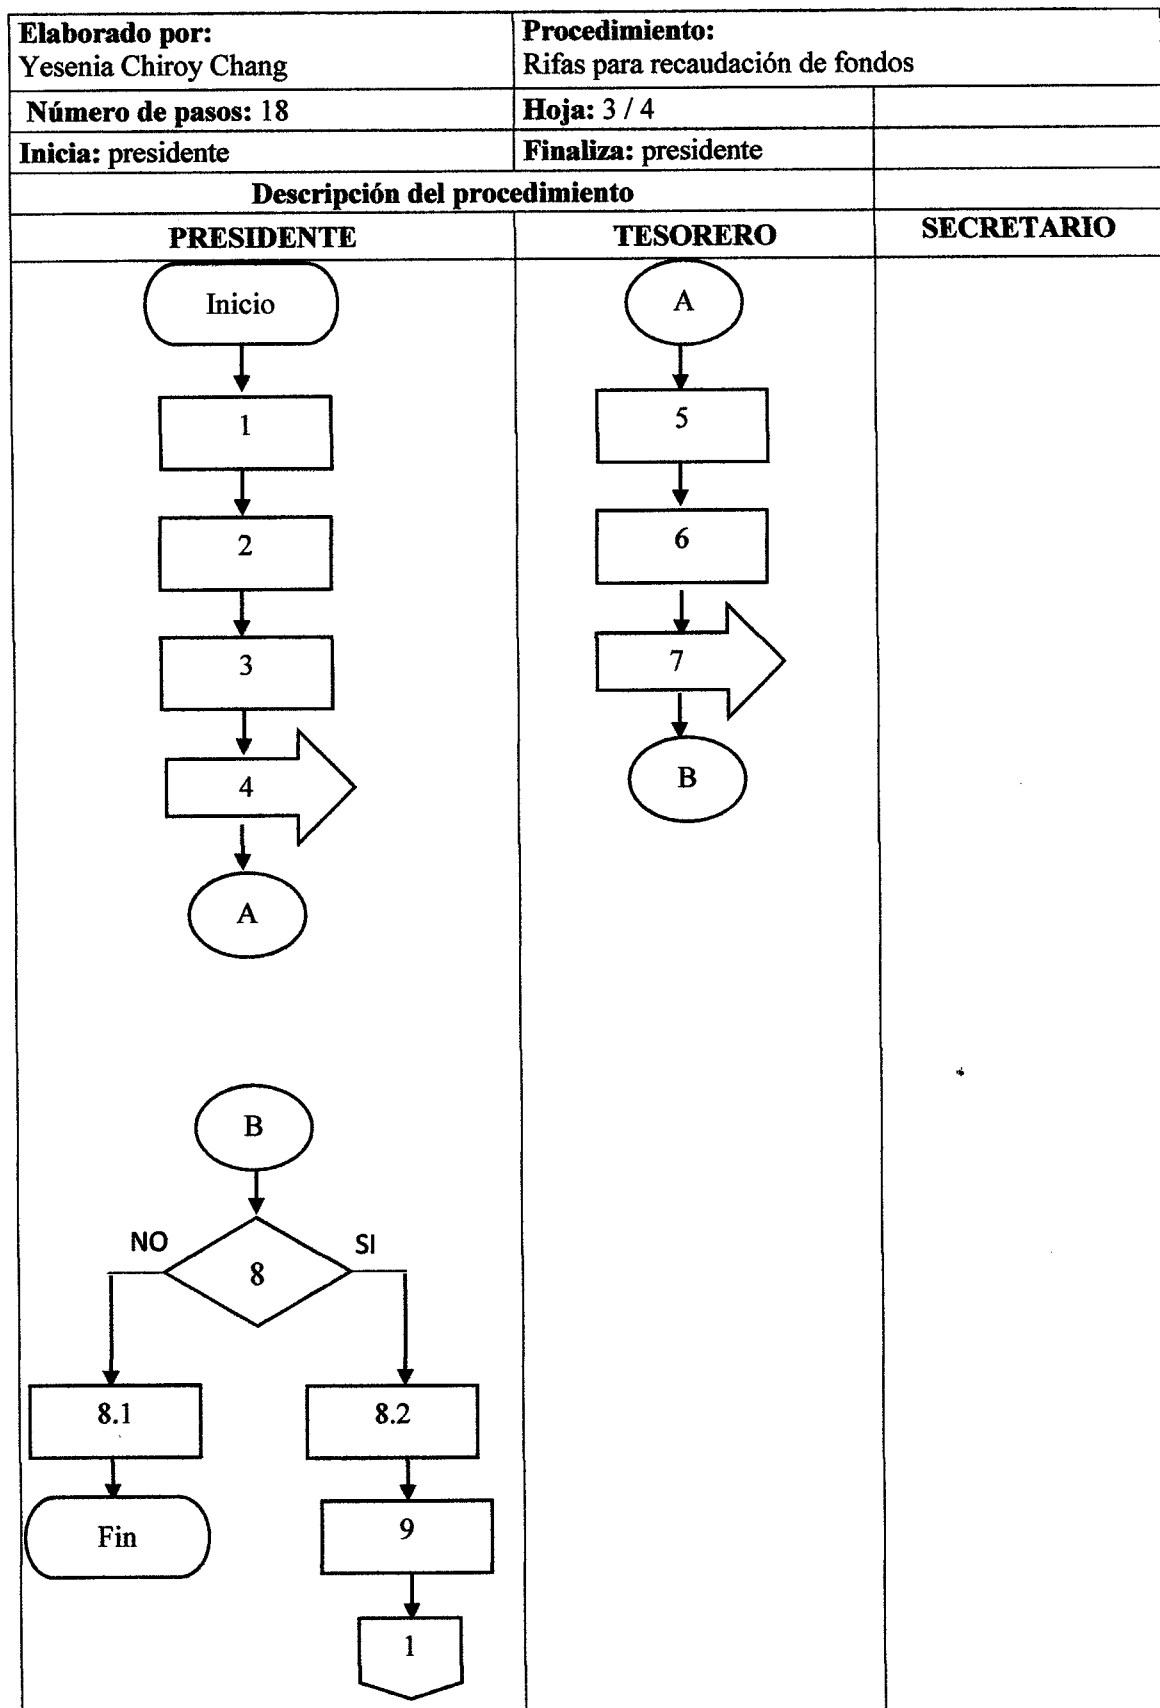 Elaborado por:
Yesenia Chiroy Chang
Procedimiento:
Rifas para recaudación de fondos
Número de pasos: 18
Hoja: 3 / 4
Inicia: presidente
Finaliza: presidente
Descripción del procedimiento
PRESIDENTE
TESORERO
SECRETARIO
Inicio
1
2
3
4
A
A
5
6
7
B
B
NO
SI
8
8.1
8.2
Fin
9
1